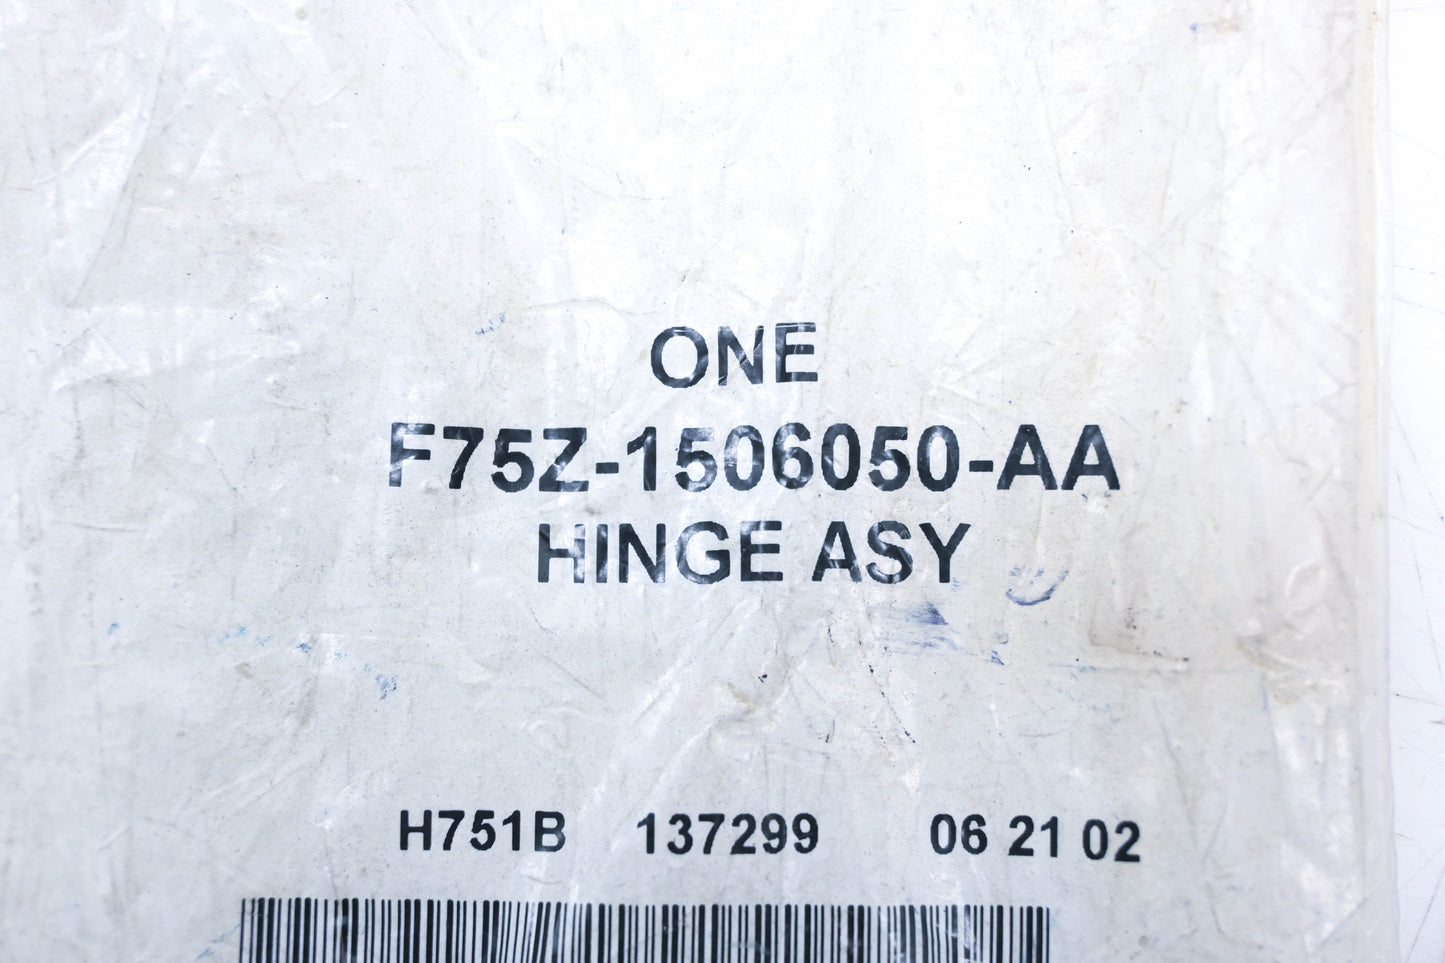 ONE
F75Z-1506050-AA
HINGE ASY
H751B 137299 06 21 02